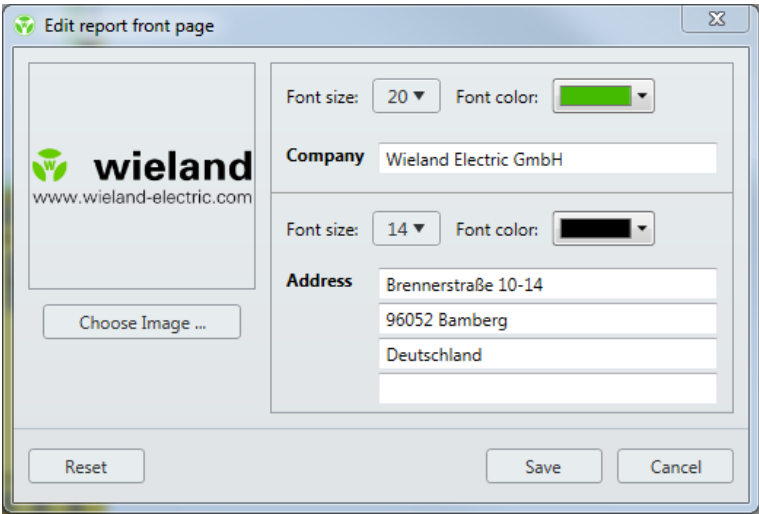 Edit report front page
wieland
www.wieland-electric.com
Choose Image ...
Font size: 20 Font color:
Company Wieland Electric GmbH
Font size: 14 Font color:
Address Brennerstraße 10-14
96052 Bamberg
Deutschland
Reset Save Cancel